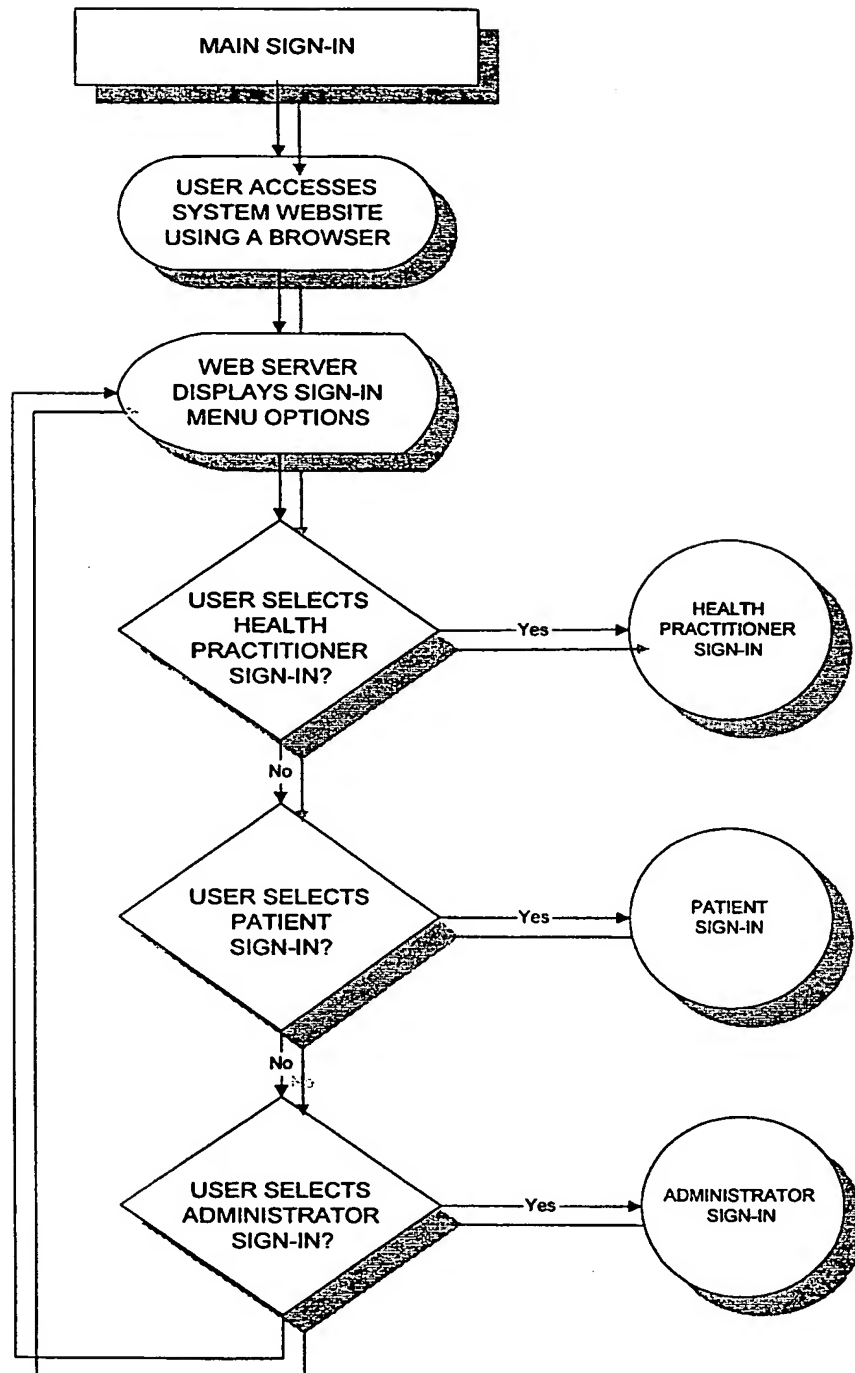 MAIN SIGN-IN
USER ACCESSES
SYSTEM WEBSITE
USING A BROWSER
WEB SERVER
DISPLAYS SIGN-IN
MENU OPTIONS
USER SELECTS
HEALTH
PRACTITIONER
SIGN-IN?
Yes
HEALTH
PRACTITIONER
SIGN-IN
No
USER SELECTS
PATIENT
SIGN-IN?
Yes
PATIENT
SIGN-IN
No
No
USER SELECTS
ADMINISTRATOR
SIGN-IN?
Yes
ADMINISTRATOR
SIGN-IN